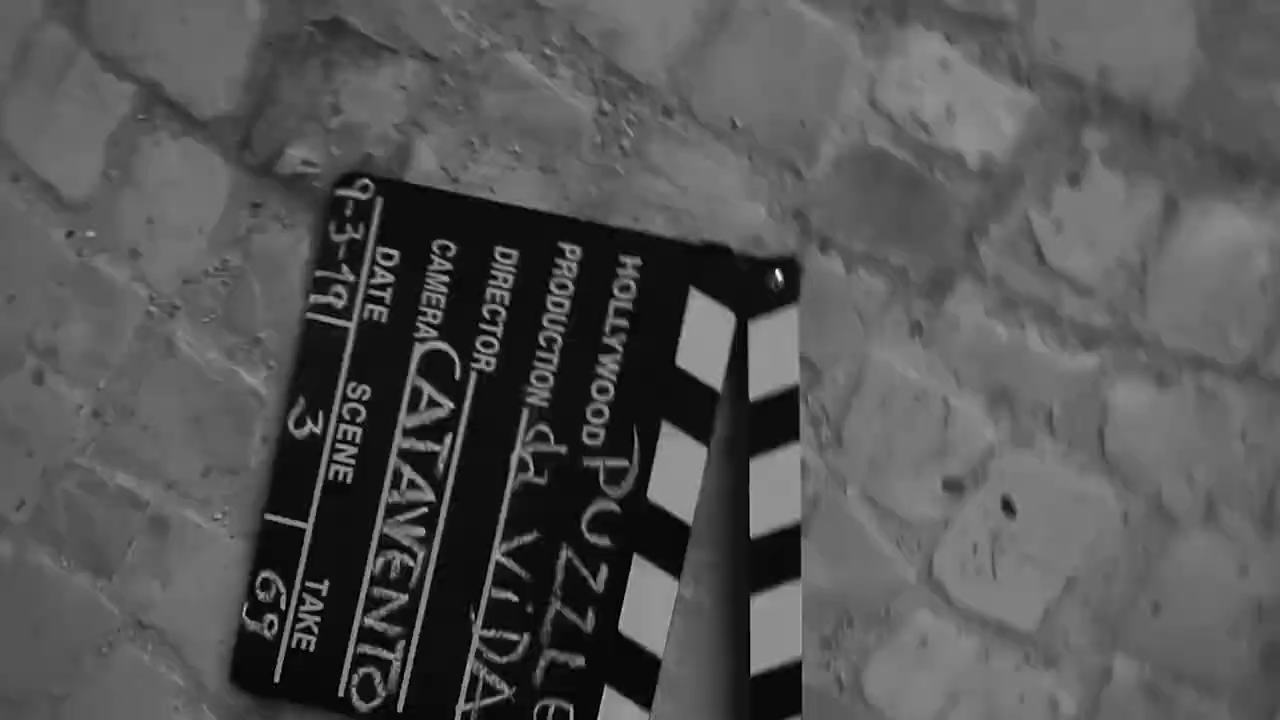 HOLLYWOOD PUZZLE
PRODUCTION da ViDA
DIRECTOR
CAMERA CATAVENTO
DATE SCENE TAKE
9-3-19 3 69